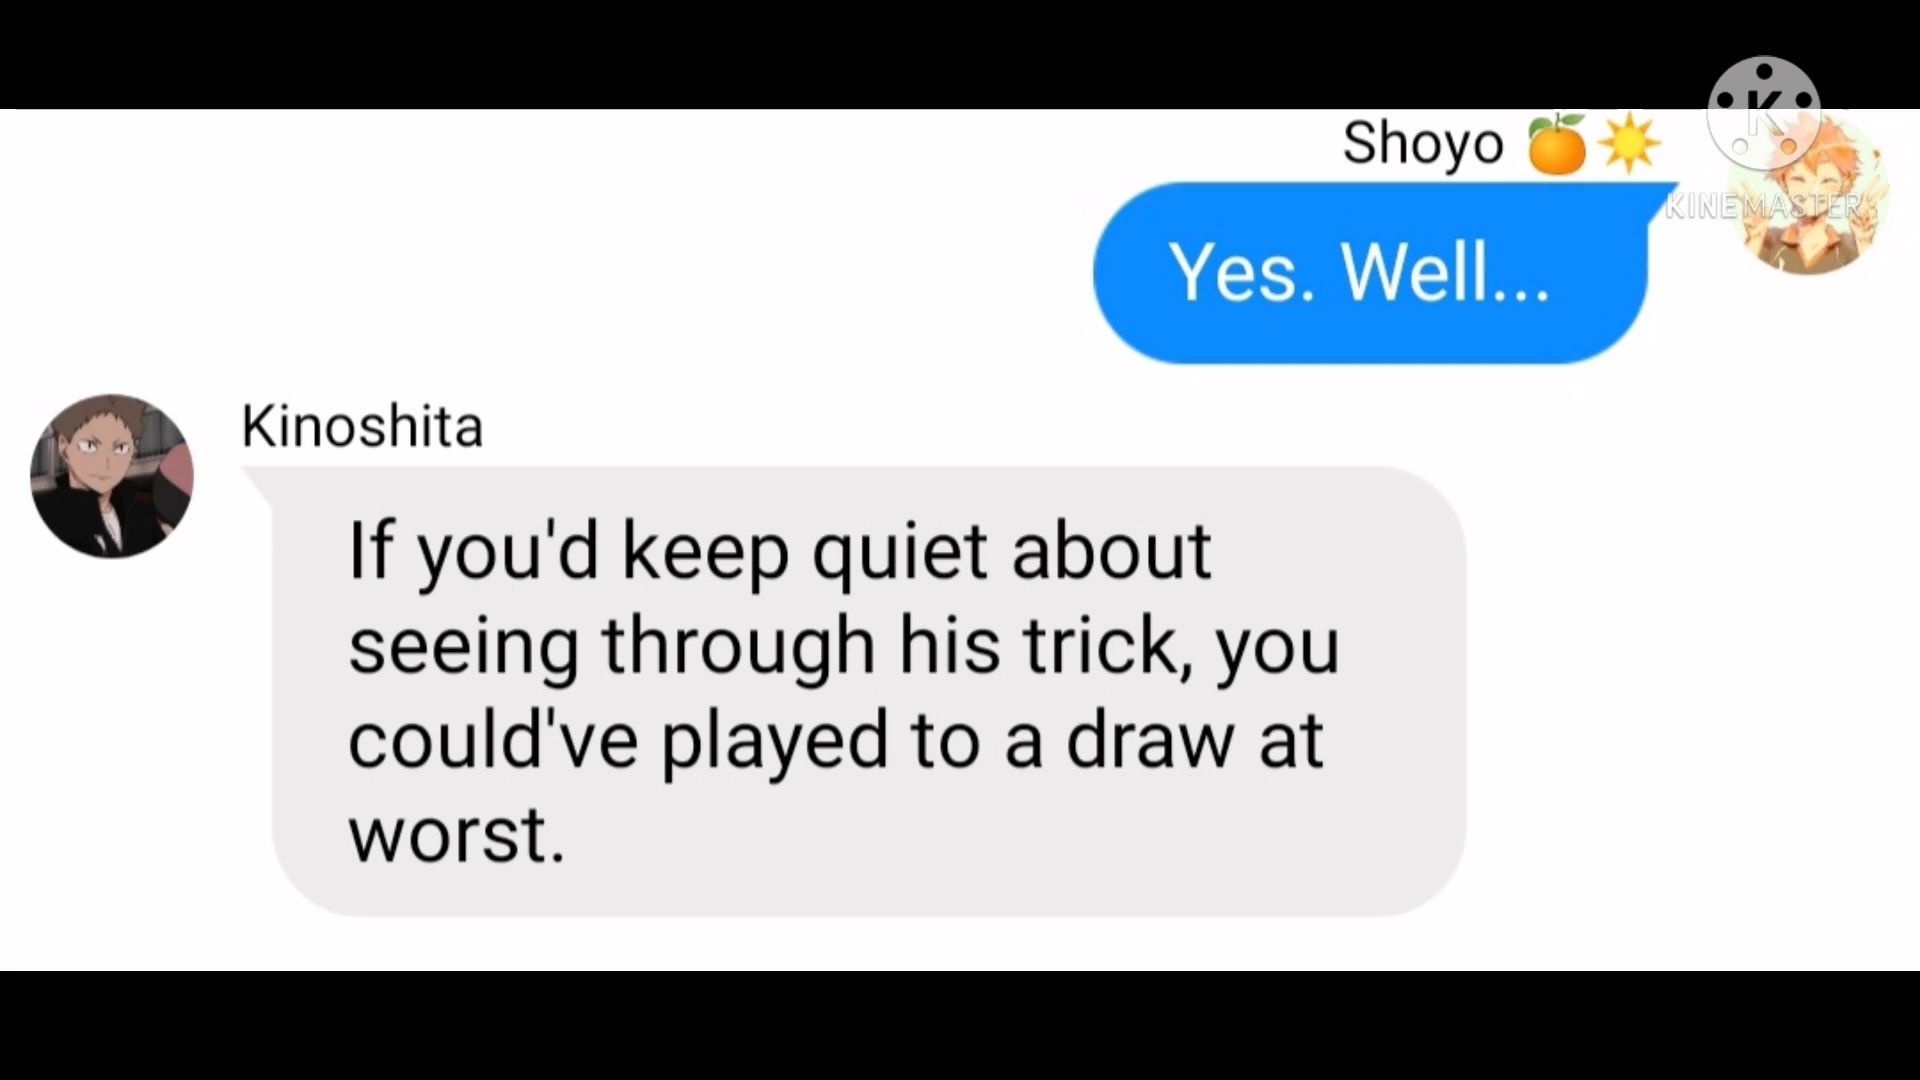 Shoyo 🍊☀️
K
KINEMASTER
Yes. Well...
Kinoshita
If you'd keep quiet about
seeing through his trick, you
could've played to a draw at
worst.